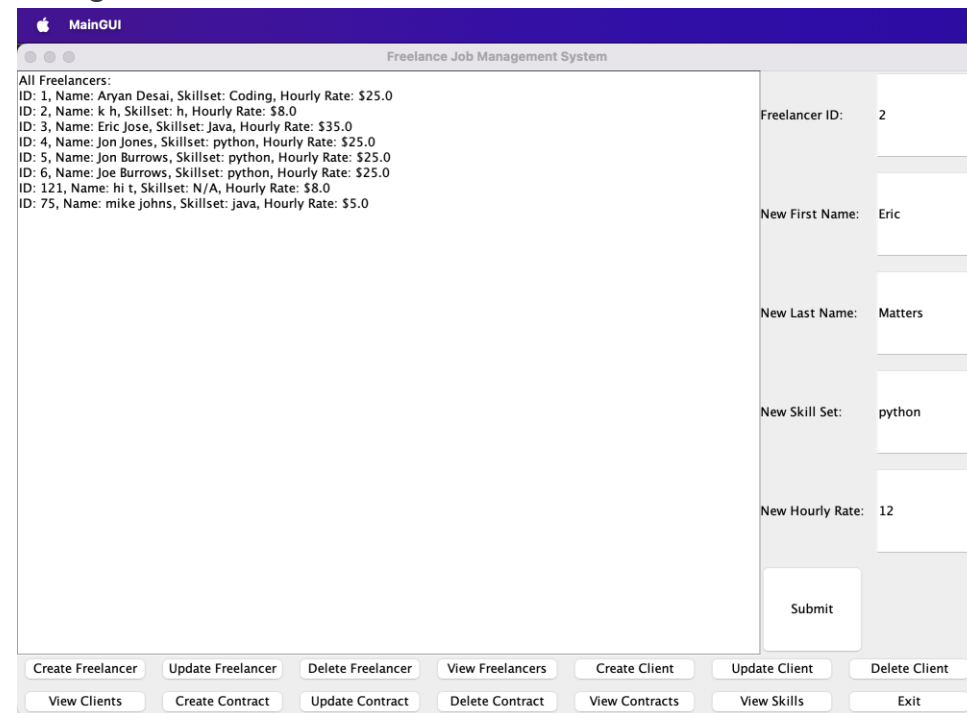 MainGUI
Freelance Job Management System
All Freelancers:
ID: 1, Name: Aryan Desai, Skillset: Coding, Hourly Rate: $25.0
ID: 2, Name: k h, Skillset: h, Hourly Rate: $8.0
ID: 3, Name: Eric Jose, Skillset: Java, Hourly Rate: $35.0
ID: 4, Name: Jon Jones, Skillset: python, Hourly Rate: $25.0
ID: 5, Name: Jon Burrows, Skillset: python, Hourly Rate: $25.0
ID: 6, Name: Joe Burrows, Skillset: python, Hourly Rate: $25.0
ID: 121, Name: hi t, Skillset: N/A, Hourly Rate: $8.0
ID: 75, Name: mike johns, Skillset: java, Hourly Rate: $5.0
Freelancer ID: 2
New First Name: Eric
New Last Name: Matters
New Skill Set: python
New Hourly Rate: 12
Submit
Create Freelancer Update Freelancer Delete Freelancer View Freelancers Create Client Update Client Delete Client
View Clients Create Contract Update Contract Delete Contract View Contracts View Skills Exit